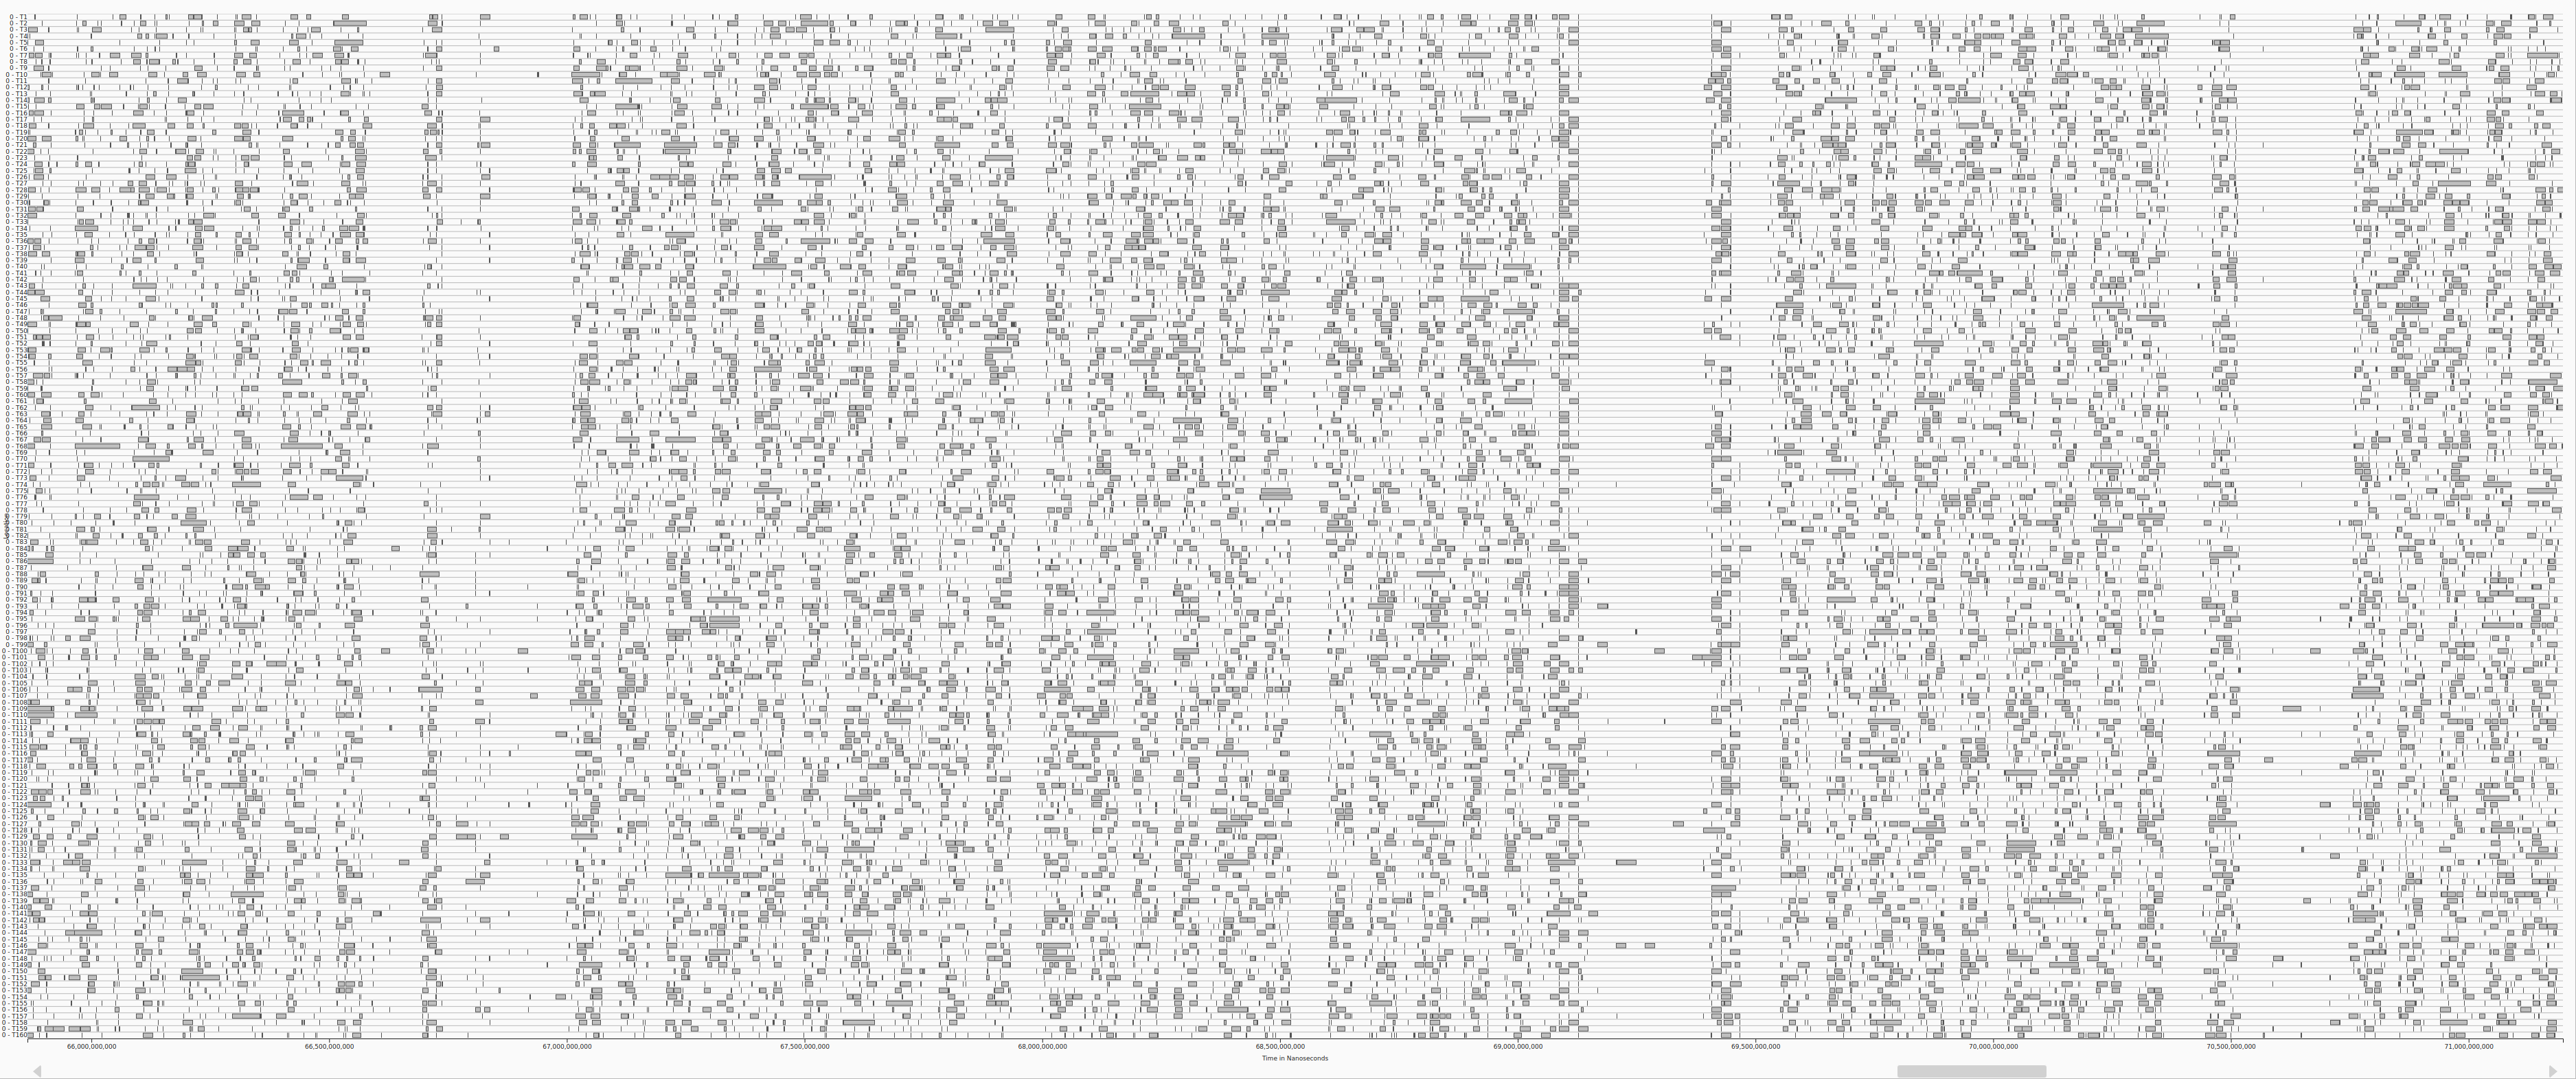 0 - T1
0 - T2
0 - T3
0 - T4
0 - T5
0 - T6
0 - T7
0 - T8
0 - T9
0 - T10
0 - T11
0 - T12
0 - T13
0 - T14
0 - T15
0 - T16
0 - T17
0 - T18
0 - T19
0 - T20
0 - T21
0 - T22
0 - T23
0 - T24
0 - T25
0 - T26
0 - T27
0 - T28
0 - T29
0 - T30
0 - T31
0 - T32
0 - T33
0 - T34
0 - T35
0 - T36
0 - T37
0 - T38
0 - T39
0 - T40
0 - T41
0 - T42
0 - T43
0 - T44
0 - T45
0 - T46
0 - T47
0 - T48
0 - T49
0 - T50
0 - T51
0 - T52
0 - T53
0 - T54
0 - T55
0 - T56
0 - T57
0 - T58
0 - T59
0 - T60
0 - T61
0 - T62
0 - T63
0 - T64
0 - T65
0 - T66
0 - T67
0 - T68
0 - T69
0 - T70
0 - T71
0 - T72
0 - T73
0 - T74
0 - T75
0 - T76
0 - T77
0 - T78
0 - T79
0 - T80
0 - T81
0 - T82
0 - T83
0 - T84
0 - T85
0 - T86
0 - T87
0 - T88
0 - T89
0 - T90
0 - T91
0 - T92
0 - T93
0 - T94
0 - T95
0 - T96
0 - T97
0 - T98
0 - T99
0 - T100
0 - T101
0 - T102
0 - T103
0 - T104
0 - T105
0 - T106
0 - T107
0 - T108
0 - T109
0 - T110
0 - T111
0 - T112
0 - T113
0 - T114
0 - T115
0 - T116
0 - T117
0 - T118
0 - T119
0 - T120
0 - T121
0 - T122
0 - T123
0 - T124
0 - T125
0 - T126
0 - T127
0 - T128
0 - T129
0 - T130
0 - T131
0 - T132
0 - T133
0 - T134
0 - T135
0 - T136
0 - T137
0 - T138
0 - T139
0 - T140
0 - T141
0 - T142
0 - T143
0 - T144
0 - T145
0 - T146
0 - T147
0 - T148
0 - T149
0 - T150
0 - T151
0 - T152
0 - T153
0 - T154
0 - T155
0 - T156
0 - T157
0 - T158
0 - T159
0 - T160
66,000,000,000 66,500,000,000 67,000,000,000 67,500,000,000 68,000,000,000 68,500,000,000 69,000,000,000 69,500,000,000 70,000,000,000 70,500,000,000 71,000,000,000
Time in Nanoseconds